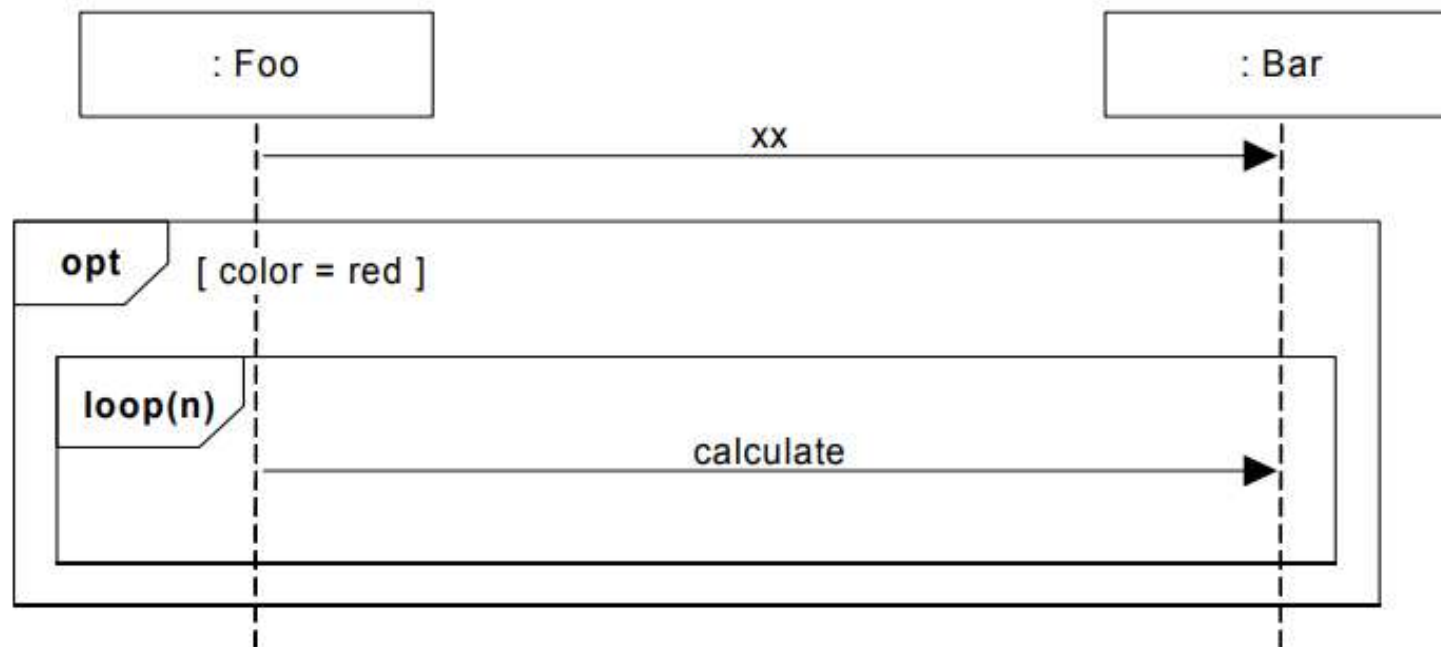 : Foo
: Bar
xx
opt
[ color = red ]
loop(n)
calculate